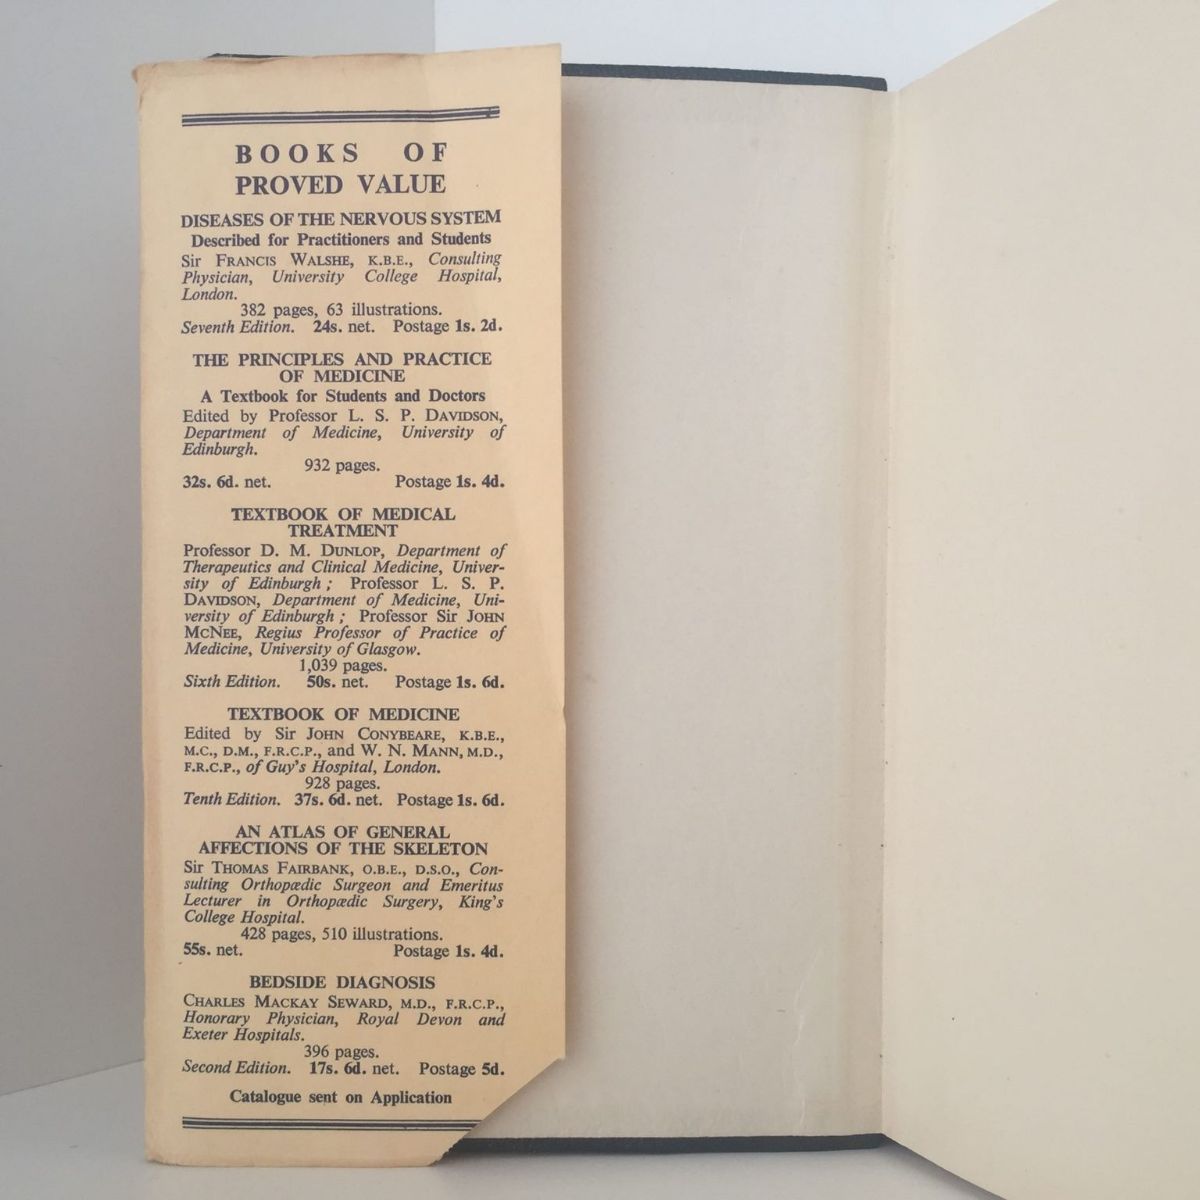 BOOKS OF
PROVED VALUE
DISEASES OF THE NERVOUS SYSTEM
Described for Practitioners and Students
Sir FRANCIS WALSHE, K.B.E., Consulting
Physician, University College Hospital,
London.
382 pages, 63 illustrations.
Seventh Edition. 24s. net. Postage 1s. 2d.
THE PRINCIPLES AND PRACTICE
OF MEDICINE
A Textbook for Students and Doctors
Edited by Professor L. S. P. DAVIDSON,
Department of Medicine, University of
Edinburgh.
932 pages.
32s. 6d. net. Postage 1s. 4d.
TEXTBOOK OF MEDICAL
TREATMENT
Professor D. M. DUNLOP, Department of
Therapeutics and Clinical Medicine, Univer-
sity of Edinburgh ; Professor L. S. P.
DAVIDSON, Department of Medicine, Uni-
versity of Edinburgh ; Professor Sir JOHN
MCNEE, Regius Professor of Practice of
Medicine, University of Glasgow.
1,039 pages.
Sixth Edition. 50s. net. Postage 1s. 6d.
TEXTBOOK OF MEDICINE
Edited by Sir JOHN CONYBEARE, K.B.E.,
M.C., D.M., F.R.C.P., and W. N. MANN, M.D.,
F.R.C.P., of Guy's Hospital, London.
928 pages.
Tenth Edition. 37s. 6d. net. Postage 1s. 6d.
AN ATLAS OF GENERAL
AFFECTIONS OF THE SKELETON
Sir THOMAS FAIRBANK, O.B.E., D.S.O., Con-
sulting Orthopædic Surgeon and Emeritus
Lecturer in Orthopædic Surgery, King's
College Hospital.
428 pages, 510 illustrations.
55s. net. Postage 1s. 4d.
BEDSIDE DIAGNOSIS
CHARLES MACKAY SEWARD, M.D., F.R.C.P.,
Honorary Physician, Royal Devon and
Exeter Hospitals.
396 pages.
Second Edition. 17s. 6d. net. Postage 5d.
Catalogue sent on Application